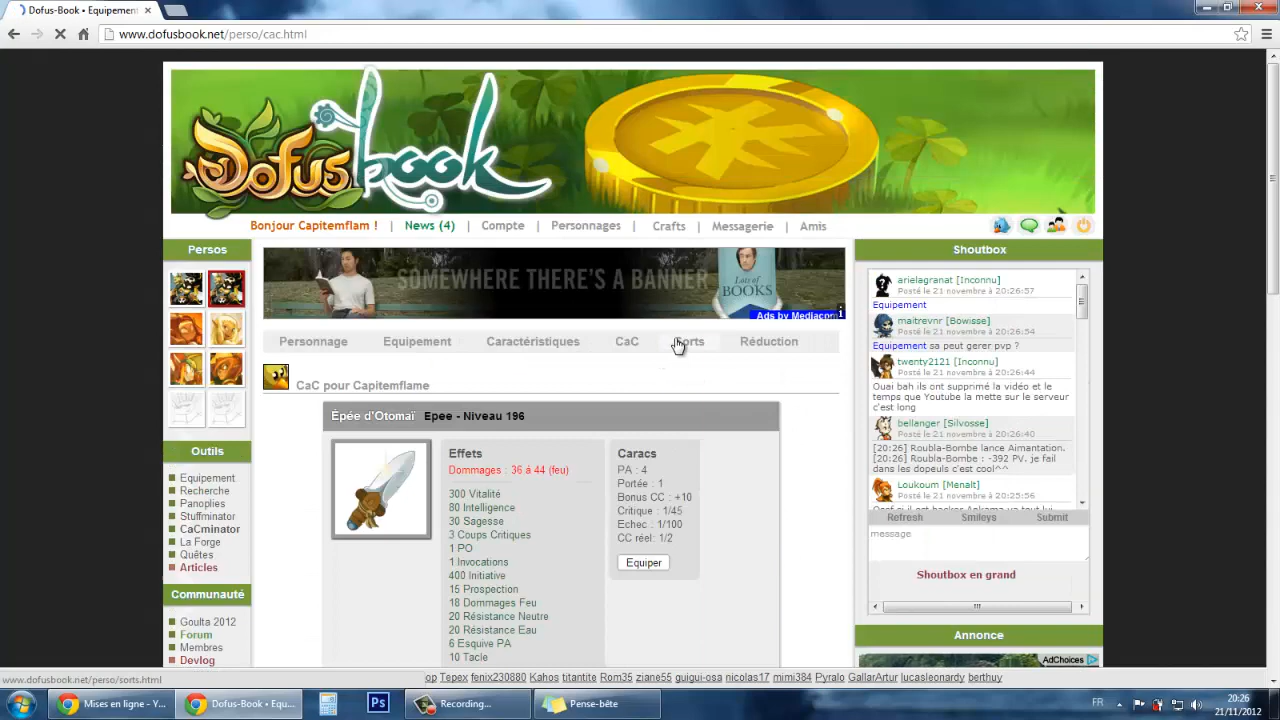 Dofus-Book • Equipemen
www.dofusbook.net/perso/cac.html
Dofus book
Bonjour Capitemflam ! | News (4) | Compte | Personnages | Crafts | Messagerie | Amis
Persos
SOMEWHERE THERE'S A BANNER
Lots of
BOOKS
Ads by Mediacom
Personnage Equipement Caractéristiques CaC Sorts Réduction
CaC pour Capitemflame
Épée d'Otomaï Epee - Niveau 196
Effets
Dommages : 36 à 44 (feu)
300 Vitalité
80 Intelligence
30 Sagesse
3 Coups Critiques
1 PO
1 Invocations
400 Initiative
15 Prospection
18 Dommages Feu
20 Résistance Neutre
20 Résistance Eau
6 Esquive PA
10 Tacle
Caracs
PA : 4
Portée : 1
Bonus CC : +10
Critique : 1/45
Echec : 1/100
CC réel: 1/2
Equiper
Outils
Equipement
Recherche
Panoplies
Stuffminator
CaCminator
La Forge
Quêtes
Articles
Communauté
Goulta 2012
Forum
Membres
Devlog
Shoutbox
arielagranat [Inconnu]
Posté le 21 novembre à 20:26:57
Equipement
maitrevnr [Bowisse]
Posté le 21 novembre à 20:26:54
Equipement sa peut gerer pvp ?
twenty2121 [Inconnu]
Posté le 21 novembre à 20:26:44
Ouai bah ils ont supprimé la vidéo et le
temps que Youtube la mette sur le serveur
c'est long
bellanger [Silvosse]
Posté le 21 novembre à 20:26:40
[20:26] Roubla-Bombe lance Aimantation.
[20:26] Roubla-Bombe : -392 PV. je fail
dans les dopeuls c'est cool^^
Loukoum [Menalt]
Posté le 21 novembre à 20:25:56
Refresh Smileys Submit
message
Shoutbox en grand
Annonce
AdChoices
www.dofusbook.net/perso/sorts.html
Tepex fenix230880 Kahos titantite Rom35 ziane55 guigui-osa nicolas17 mimi384 Pyralo GallarArtur lucasleonardy berthuy
Mises en ligne - Y... Dofus-Book • Equ... Ps Recording... Pense-bête
FR
20:26
21/11/2012